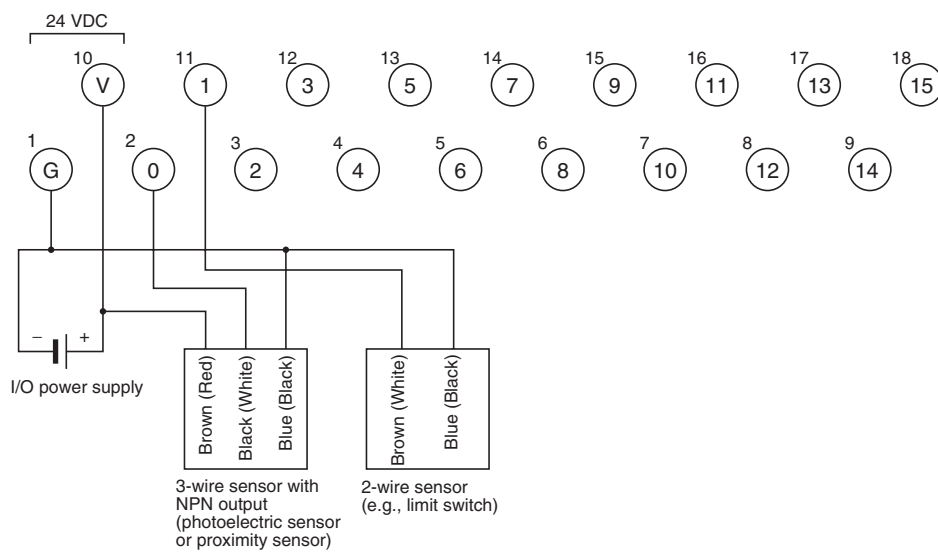 24 VDC
10 11 12 13 14 15 16 17 18
V 1 3 5 7 9 11 13 15
1 2 3 4 5 6 7 8 9
G 0 2 4 6 8 10 12 14
– +
I/O power supply
Brown (Red)
Black (White)
Blue (Black)
Brown (White)
Blue (Black)
3-wire sensor with
NPN output
(photoelectric sensor
or proximity sensor)
2-wire sensor
(e.g., limit switch)